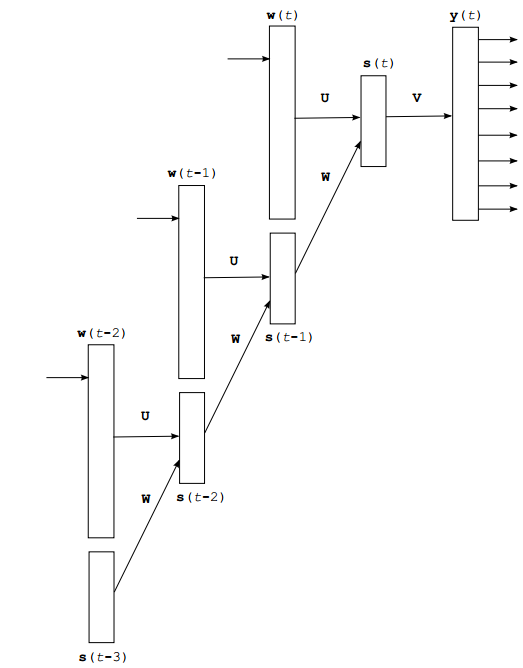 w(t)
y(t)
s(t)
U
V
w(t-1)
W
U
s(t-1)
w(t-2)
W
U
s(t-2)
W
s(t-3)